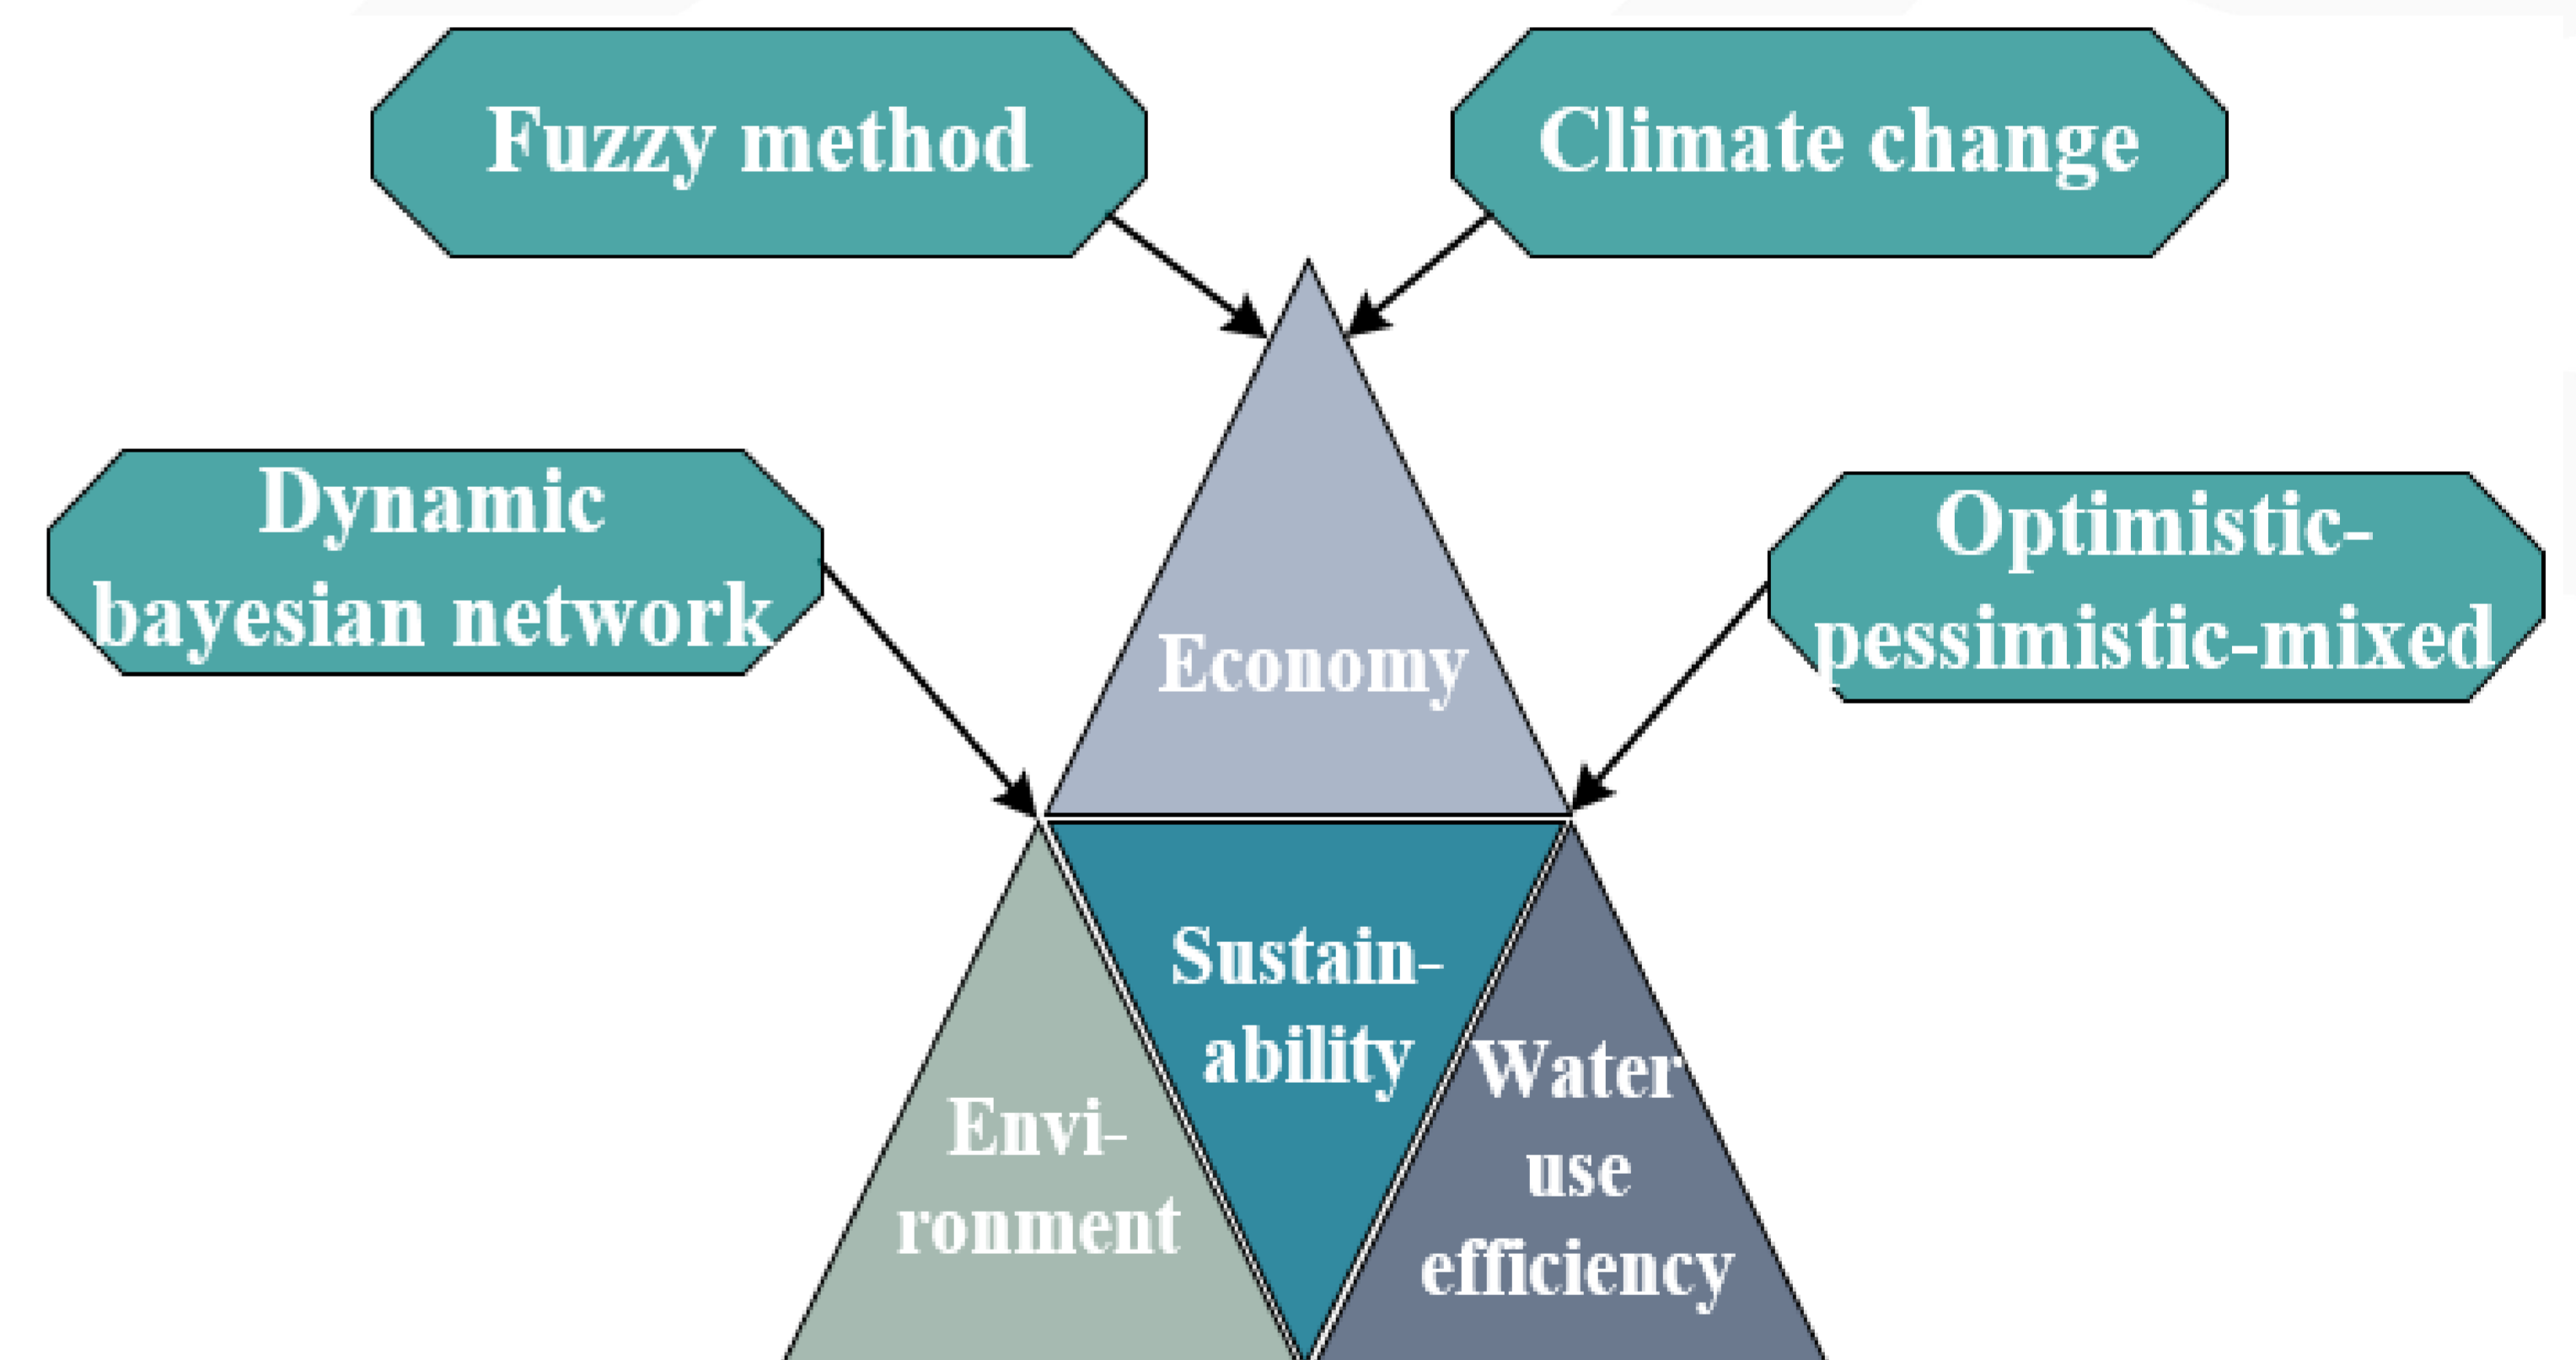 Fuzzy method
Climate change
Dynamic
bayesian network
Optimistic-
pessimistic-mixed
Economy
Sustain-
ability
Envi-
ronment
Water
use
efficiency